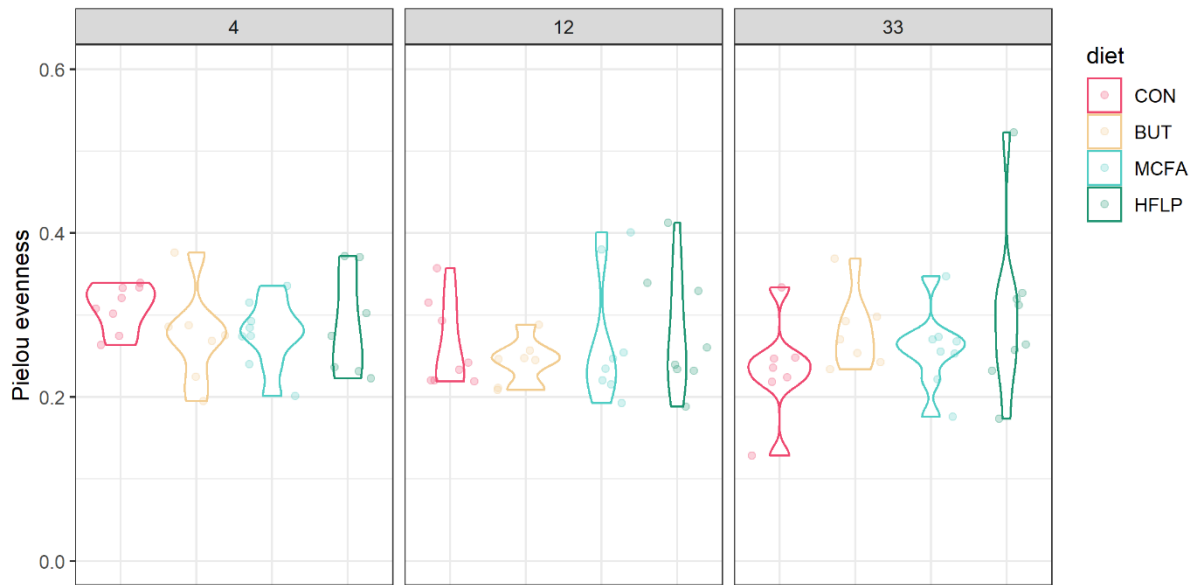 4
12
33
0.6
0.4
0.2
0.0
Pielou evenness
diet
CON
BUT
MCFA
HFLP